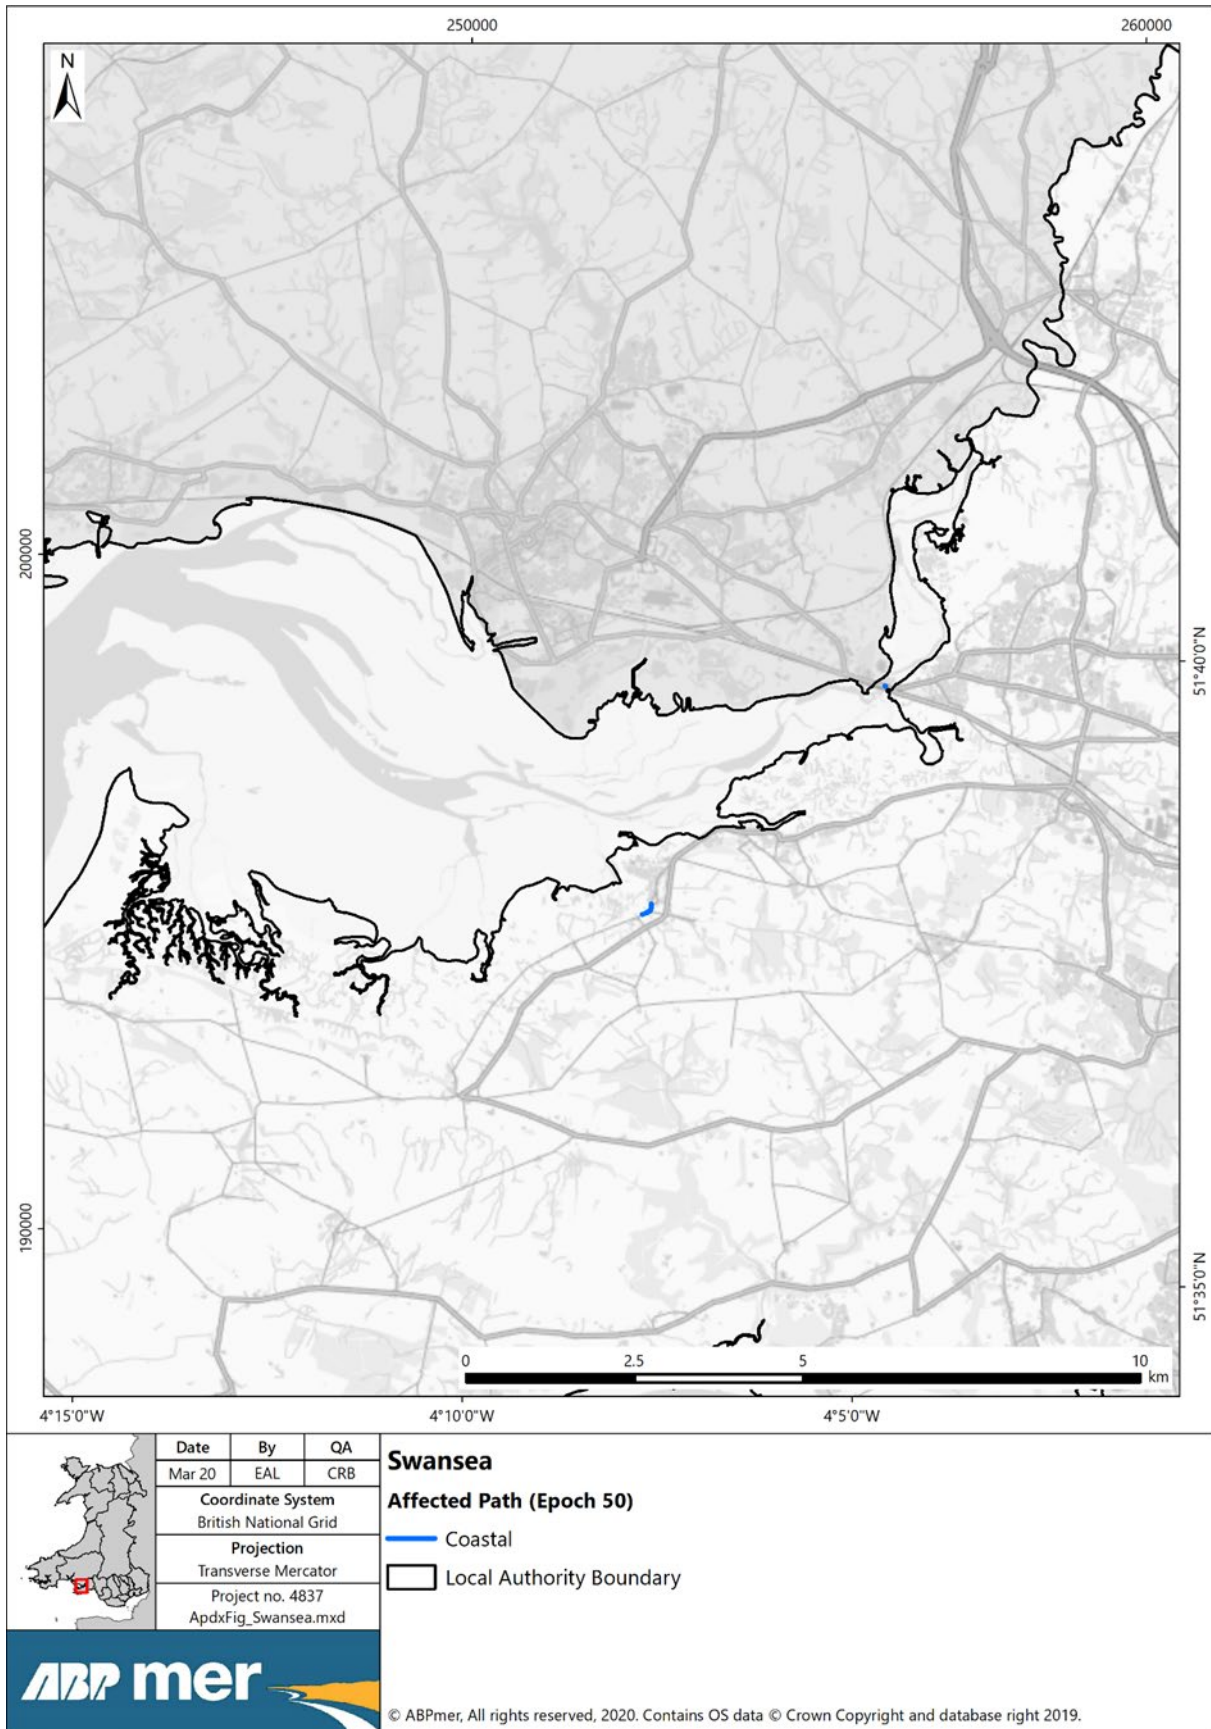 250000
260000
N
200000
51°40'0"N
190000
51°35'0"N
0
2.5
5
10
km
4°15'0"W
4°10'0"W
4°5'0"W
Date
By
QA
Mar 20
EAL
CRB
Coordinate System
British National Grid
Projection
Transverse Mercator
Project no. 4837
ApdxFig_Swansea.mxd
ABP mer
Swansea
Affected Path (Epoch 50)
Coastal
Local Authority Boundary
© ABPmer, All rights reserved, 2020. Contains OS data © Crown Copyright and database right 2019.